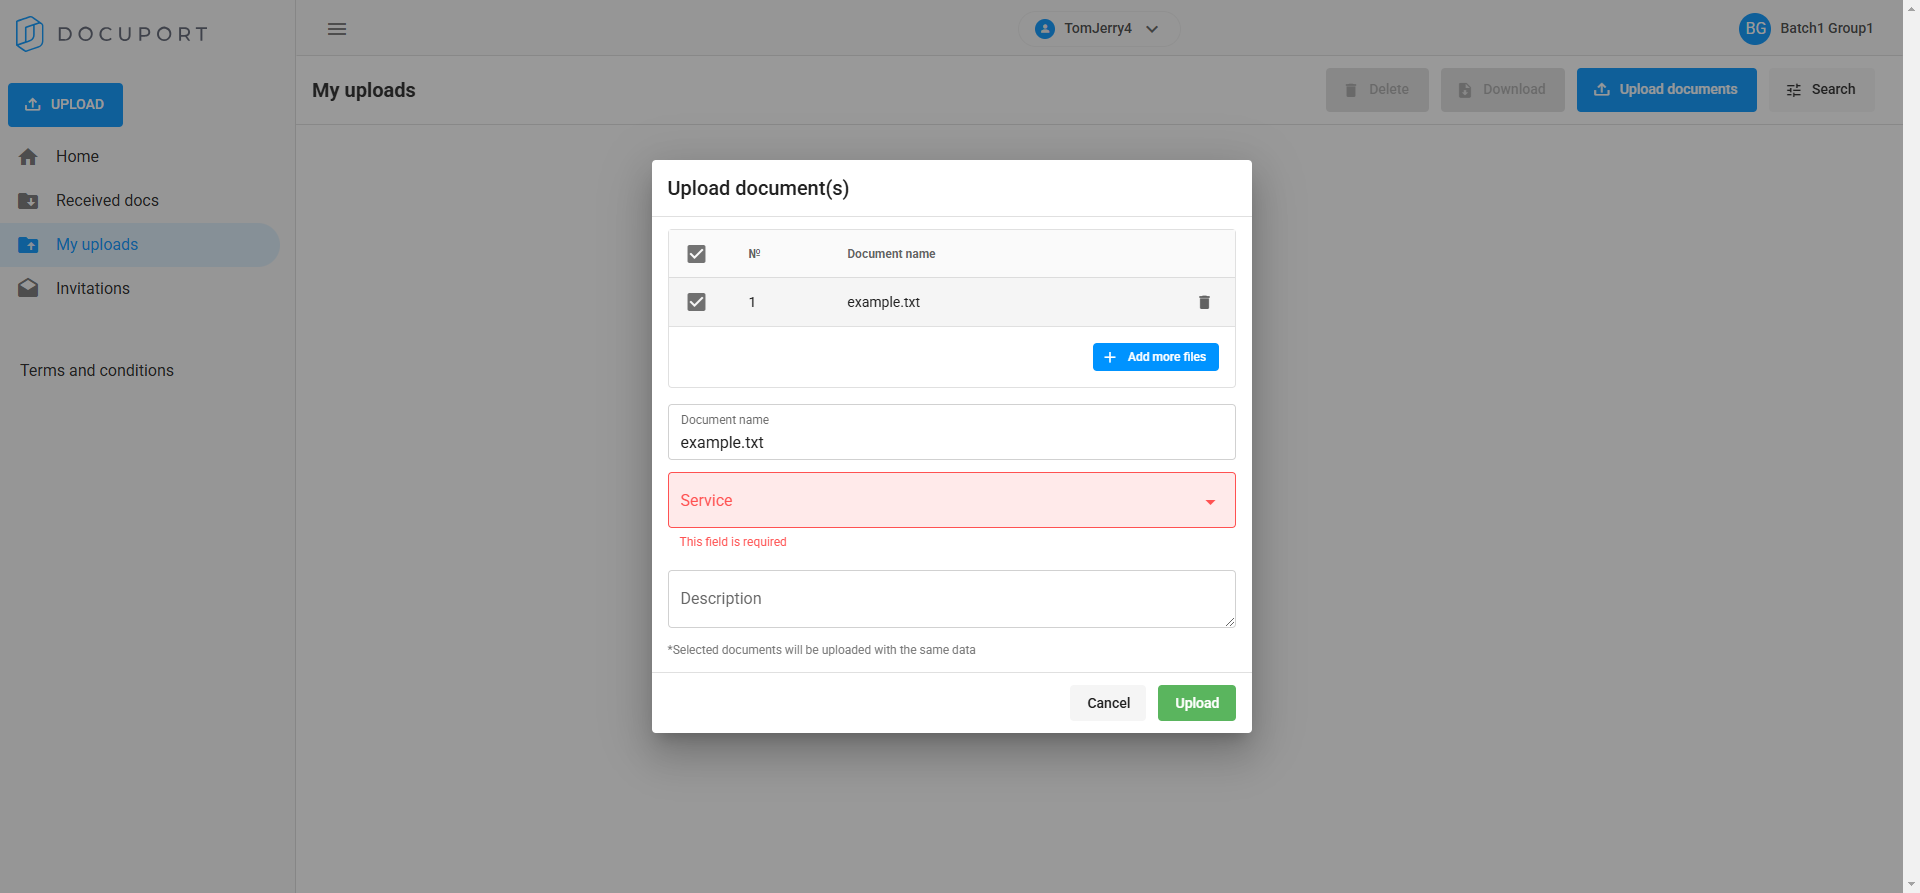 DOCUPORT
TomJerry4
BG Batch1 Group1
UPLOAD
Home
Received docs
My uploads
Invitations
Terms and conditions
My uploads
Delete
Download
Upload documents
Search
Upload document(s)
№ Document name
1 example.txt
Add more files
Document name
example.txt
Service
This field is required
Description
*Selected documents will be uploaded with the same data
Cancel
Upload